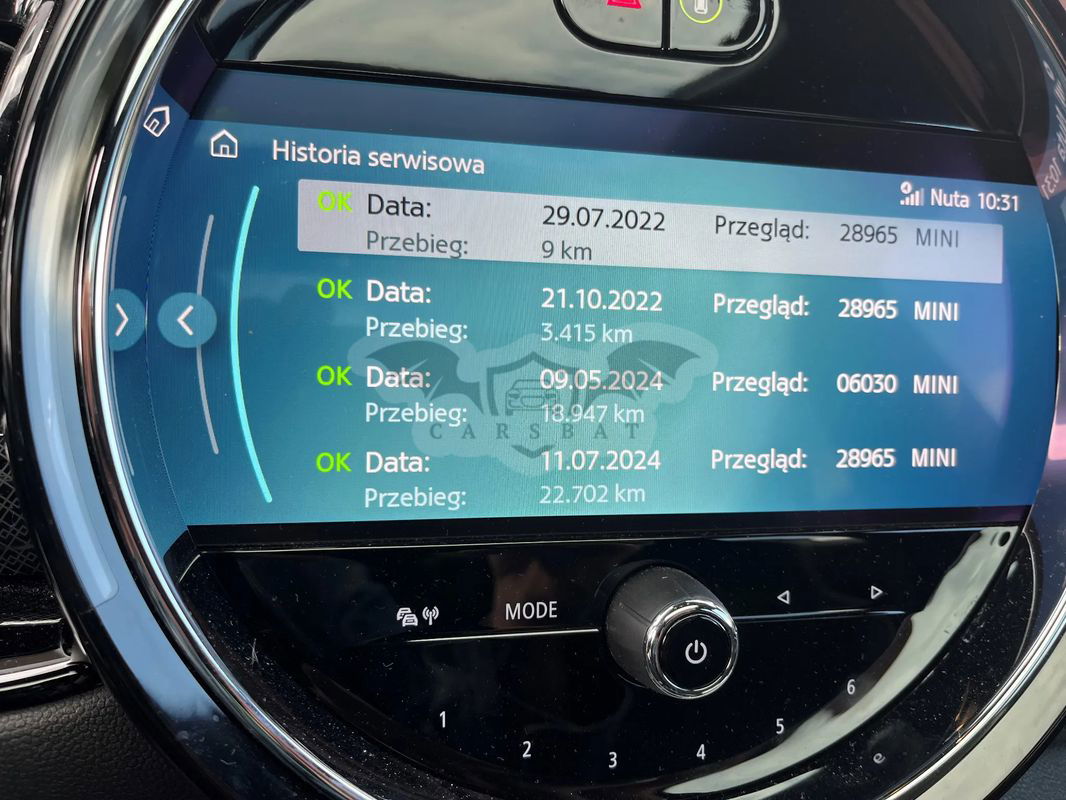 Historia serwisowa
Nuta 10:31
OK Data: 29.07.2022 Przegląd: 28965 MINI
Przebieg: 9 km
OK Data: 21.10.2022 Przegląd: 28965 MINI
Przebieg: 3.415 km
OK Data: 09.05.2024 Przegląd: 06030 MINI
Przebieg: 18.947 km
CARSBAT
OK Data: 11.07.2024 Przegląd: 28965 MINI
Przebieg: 22.702 km
MODE
1 2 3 4 5 6